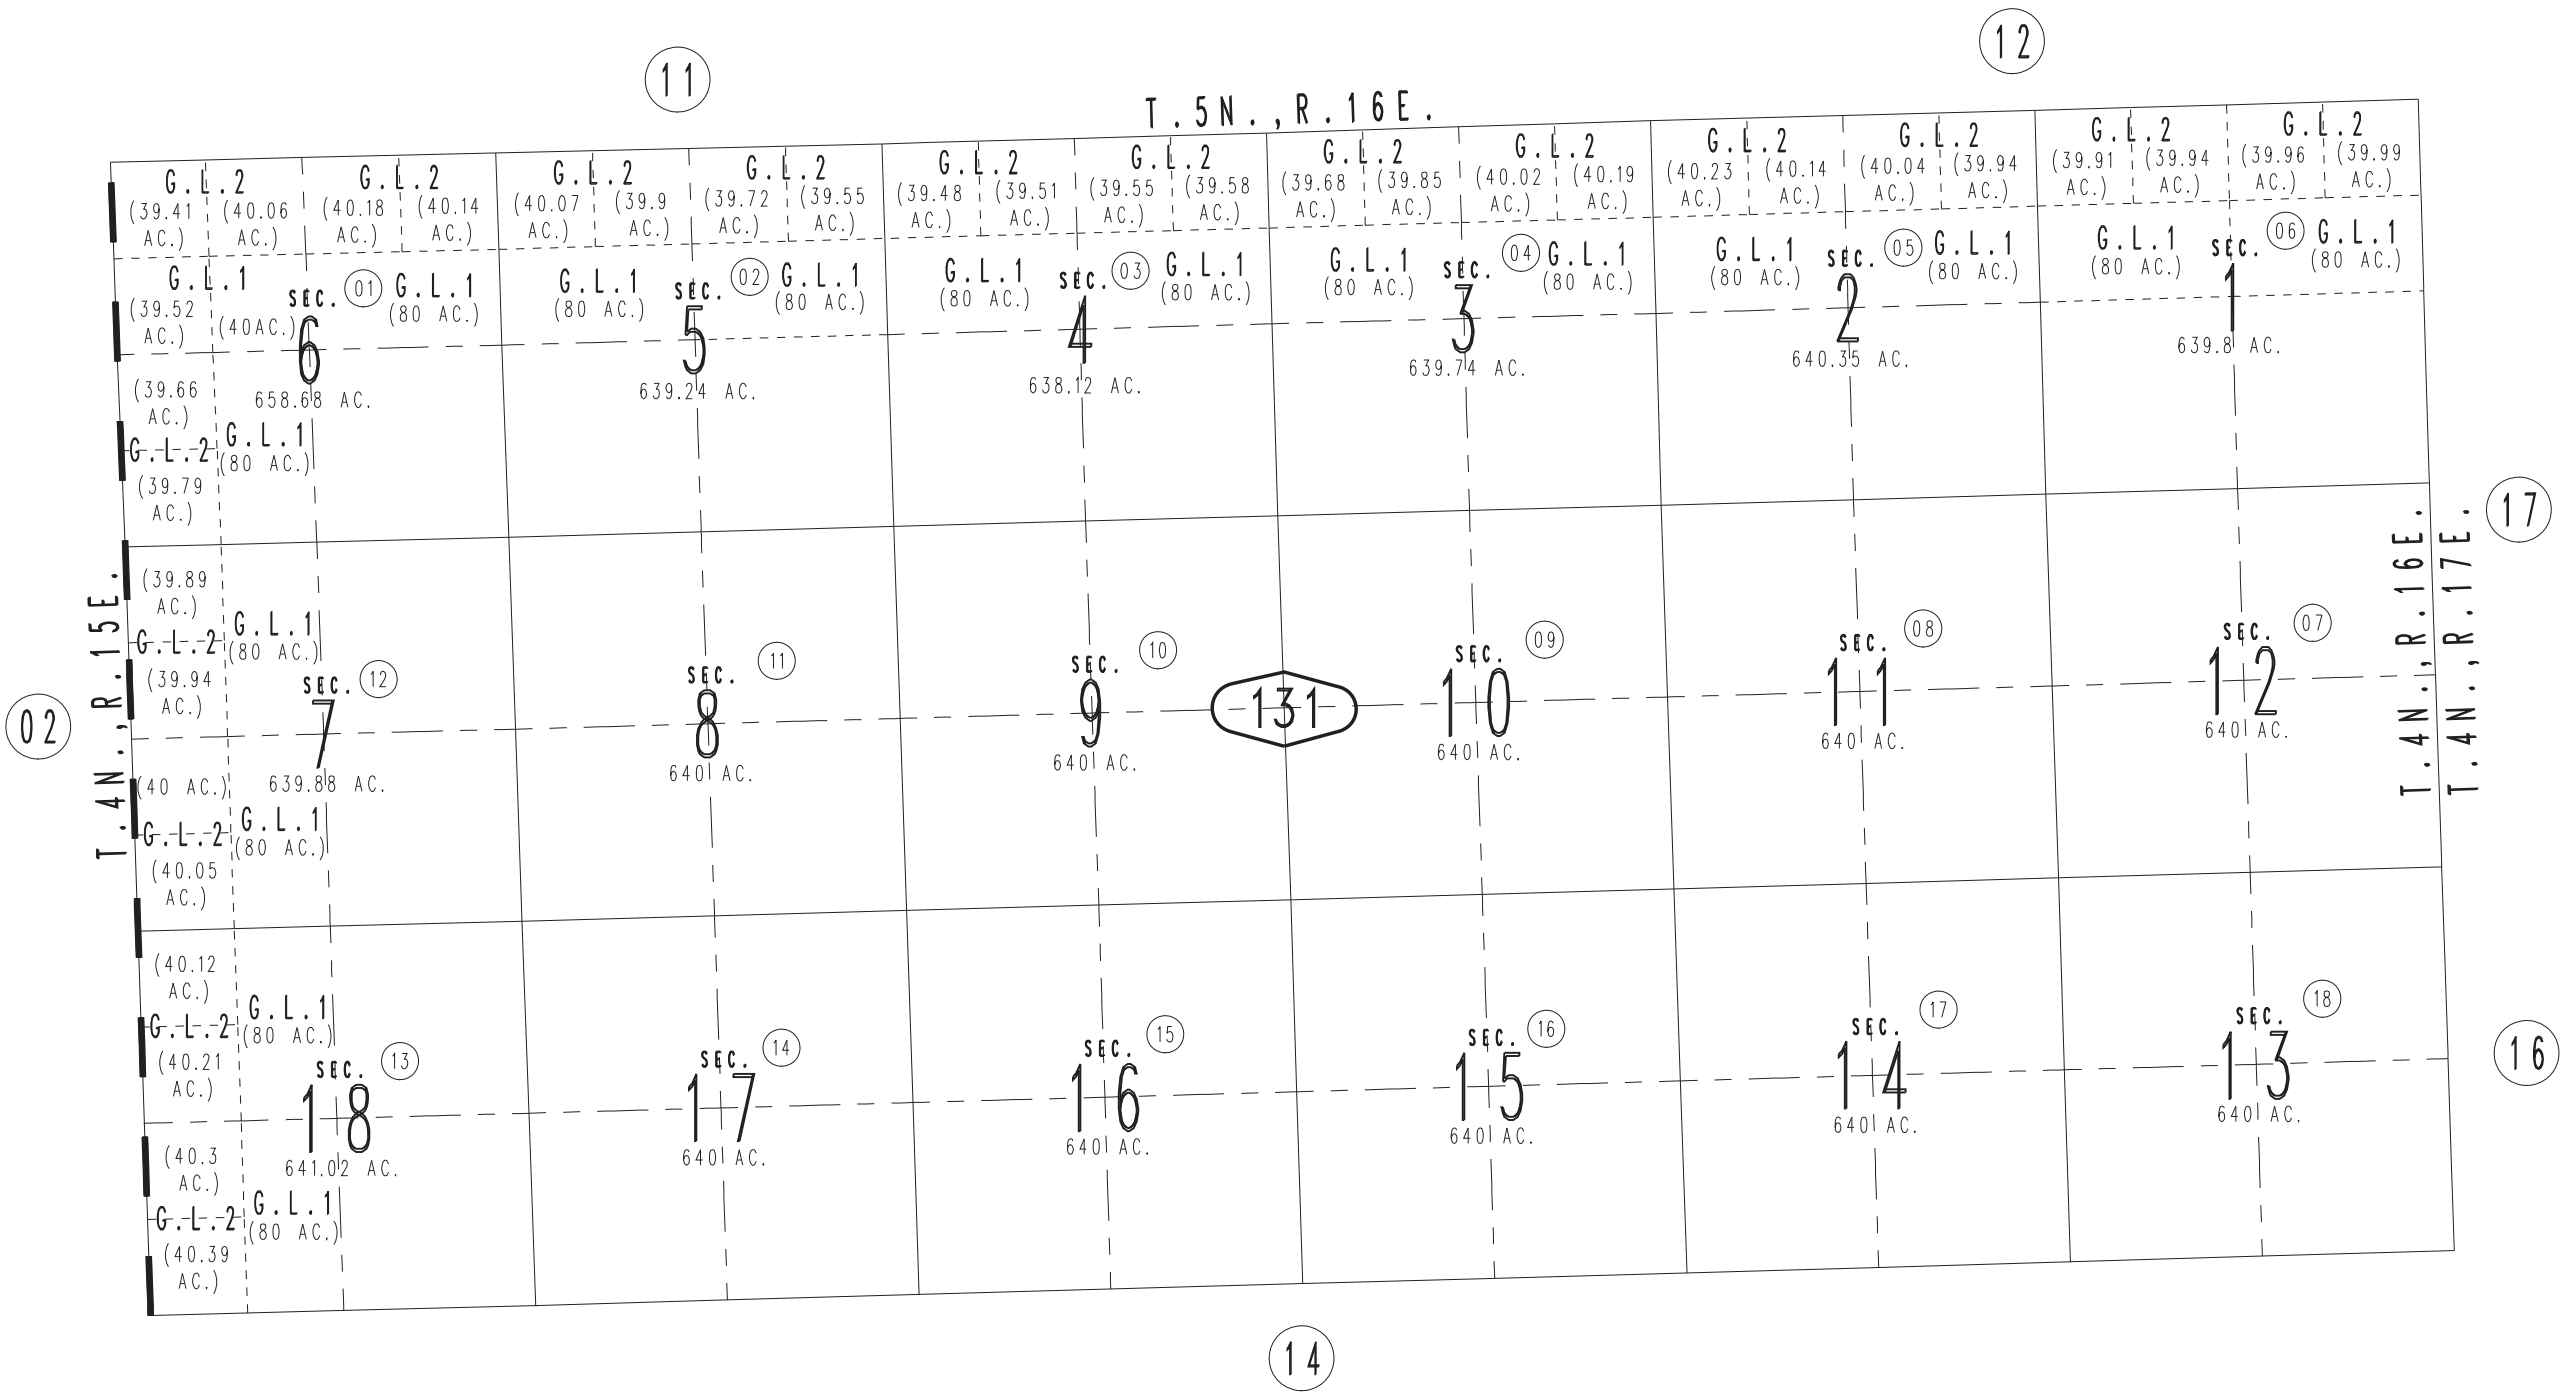 12
11
T.5N.,R.16E.
G.L.2 G.L.2 G.L.2 G.L.2 G.L.2 G.L.2 G.L.2 G.L.2 G.L.2 G.L.2 G.L.2 G.L.2
(39.41 AC.) (40.06 AC.) (40.18 AC.) (40.14 AC.) (40.07 AC.) (39.9 AC.) (39.72 AC.) (39.55 AC.) (39.48 AC.) (39.51 AC.) (39.55 AC.) (39.58 AC.) (39.68 AC.) (39.85 AC.) (40.02 AC.) (40.19 AC.) (40.23 AC.) (40.14 AC.) (40.04 AC.) (39.94 AC.) (39.91 AC.) (39.94 AC.) (39.96 AC.) (39.99 AC.)
G.L.1
(39.52 AC.)
(40AC.)
SEC. 01
6
658.68 AC.
G.L.1
(80 AC.)
G.L.1
(80 AC.)
SEC. 02
5
639.24 AC.
G.L.1
(80 AC.)
G.L.1
(80 AC.)
SEC. 03
4
638.12 AC.
G.L.1
(80 AC.)
G.L.1
(80 AC.)
SEC. 04
3
639.74 AC.
G.L.1
(80 AC.)
G.L.1
(80 AC.)
SEC. 05
2
640.35 AC.
G.L.1
(80 AC.)
G.L.1
(80 AC.)
SEC. 06
1
639.8 AC.
G.L.1
(80 AC.)
(39.66
AC.)
G.L.2
G.L.1
(80 AC.)
(39.79
AC.)
17
T.4N.,R.15E.
T.4N.,R.16E.
T.4N.,R.17E.
02
(39.89
AC.)
G.L.2
G.L.1
(80 AC.)
(39.94
AC.)
SEC. 12
7
639.88 AC.
SEC. 11
8
640 AC.
SEC. 10
9
640 AC.
131
SEC. 09
10
640 AC.
SEC. 08
11
640 AC.
SEC. 07
12
640 AC.
(40 AC.)
G.L.2
G.L.1
(80 AC.)
(40.05
AC.)
(40.12
AC.)
G.L.2
G.L.1
(80 AC.)
(40.21
AC.)
SEC. 13
18
641.02 AC.
SEC. 14
17
640 AC.
SEC. 15
16
640 AC.
SEC. 16
15
640 AC.
SEC. 17
14
640 AC.
SEC. 18
13
640 AC.
16
(40.3
AC.)
G.L.2
G.L.1
(80 AC.)
(40.39
AC.)
14